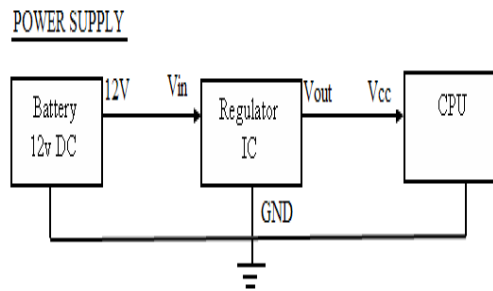 POWER SUPPLY
12V
Vin
Vout
Vcc
Battery
12v DC
Regulator
IC
CPU
GND